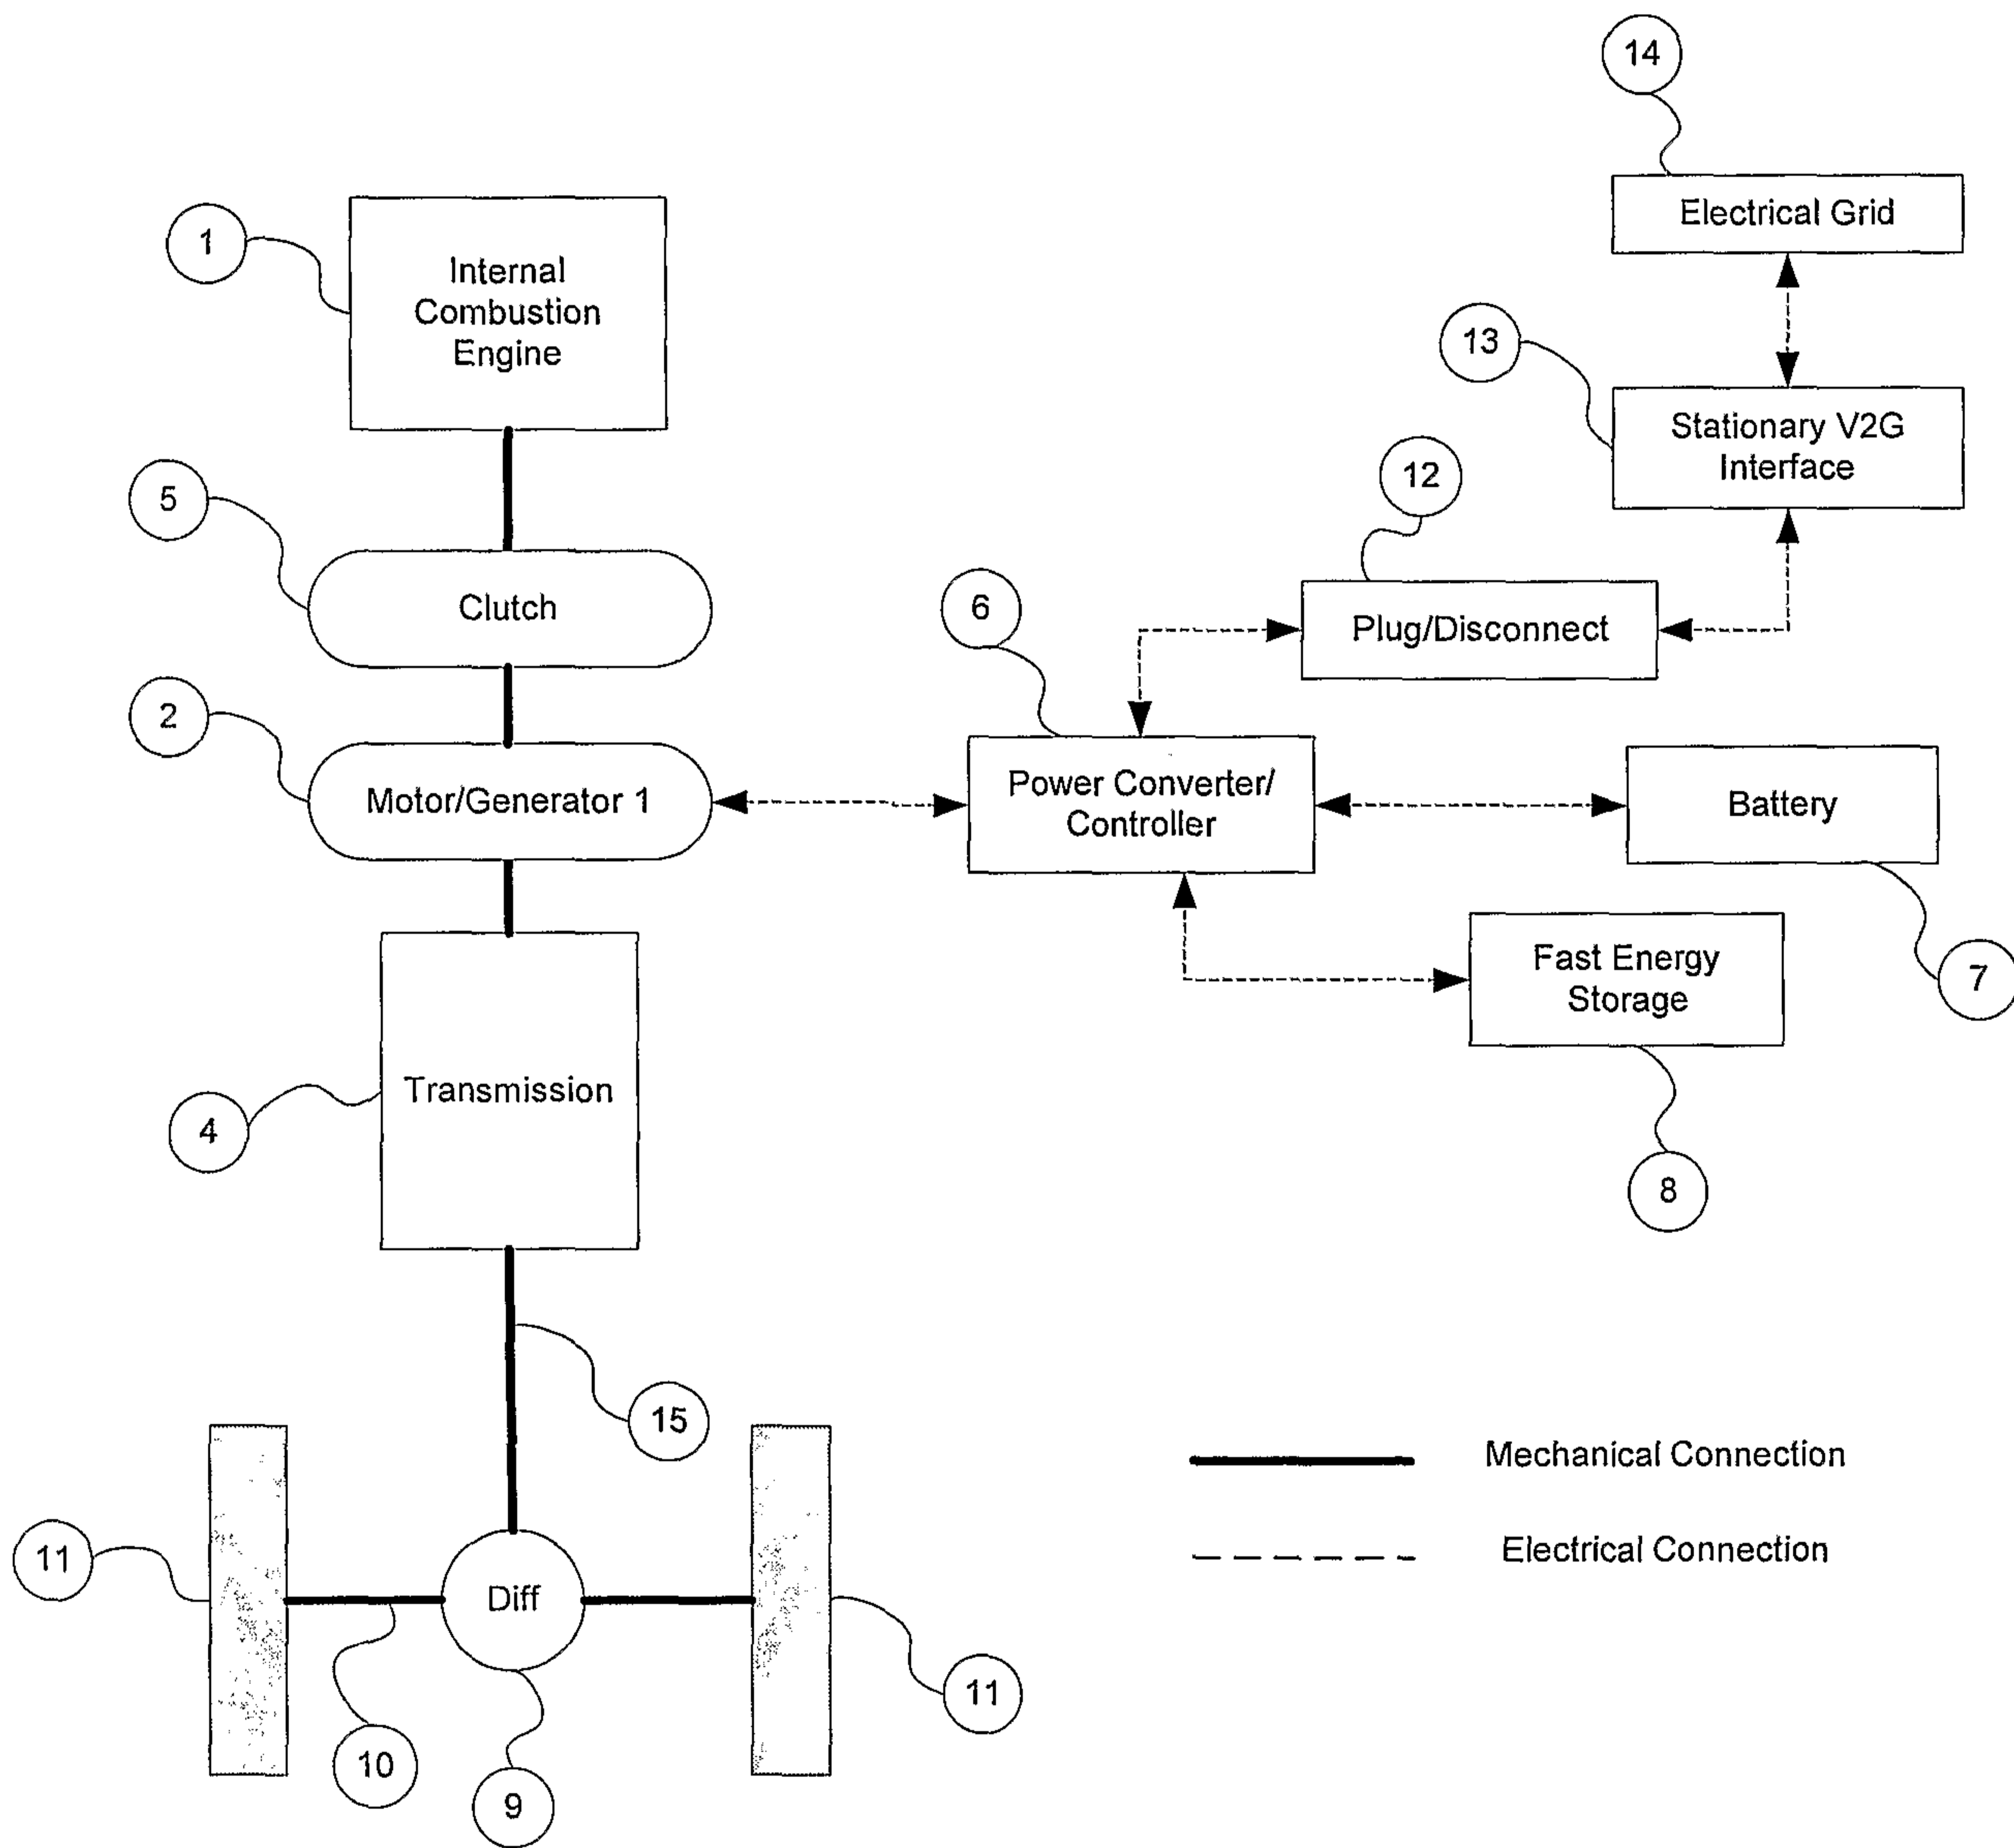 14
Electrical Grid
1
Internal
Combustion
Engine
13
Stationary V2G
Interface
12
5
Clutch
6
Plug/Disconnect
2
Motor/Generator 1
Power Converter/
Controller
Battery
Fast Energy
Storage
7
4
Transmission
8
15
Mechanical Connection
Electrical Connection
11
Diff
11
10
9